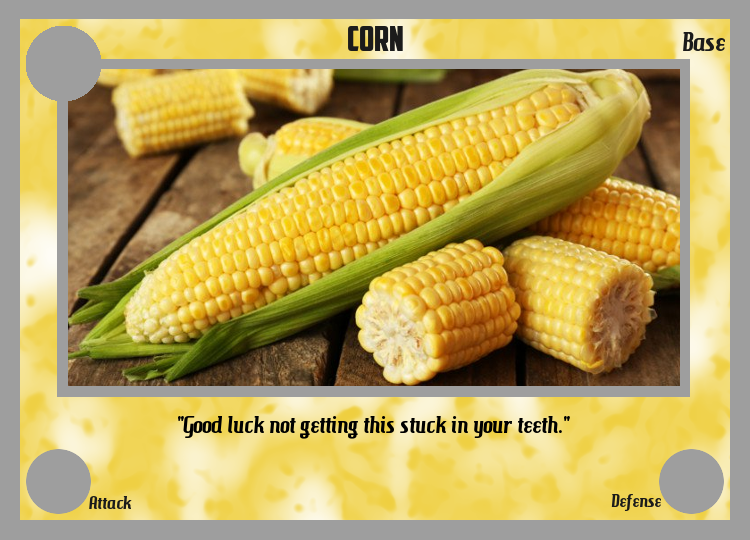 CORN
Base
"Good luck not getting this stuck in your teeth."
Attack
Defense